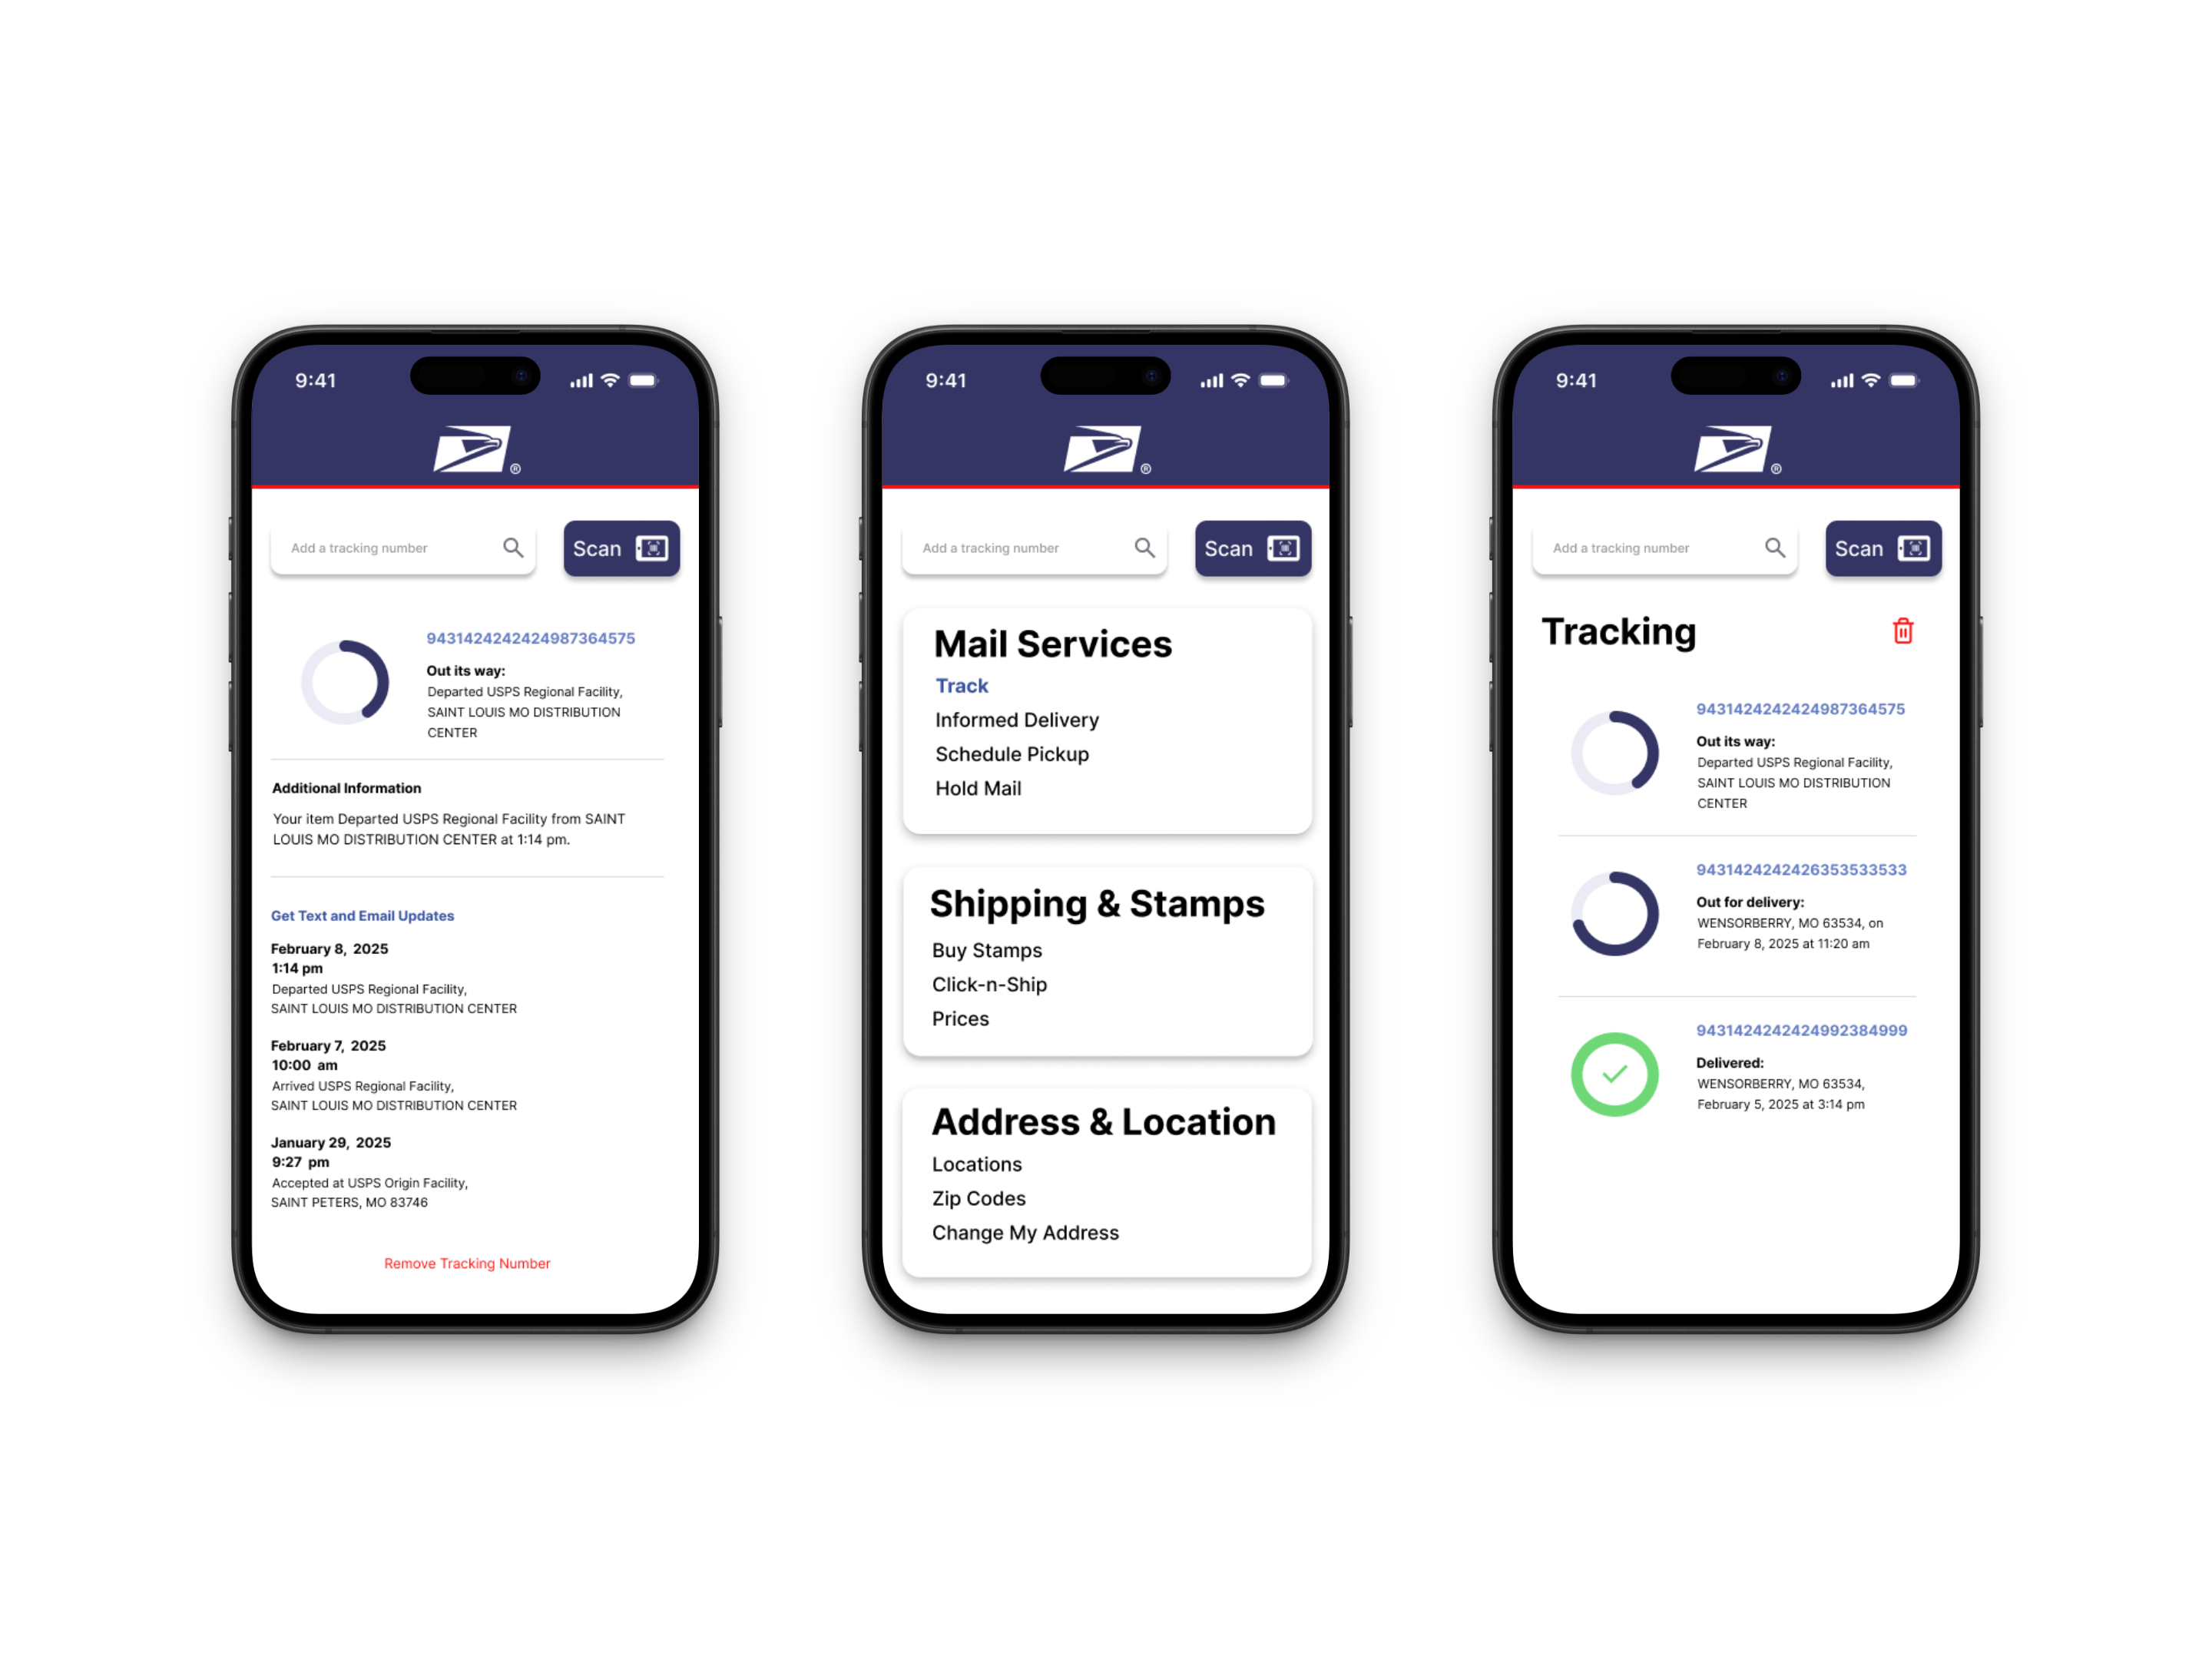 9:41
®
Add a tracking number
Scan
9431424242424987364575
Out its way:
Departed USPS Regional Facility,
SAINT LOUIS MO DISTRIBUTION
CENTER
Additional Information
Your item Departed USPS Regional Facility from SAINT
LOUIS MO DISTRIBUTION CENTER at 1:14 pm.
Get Text and Email Updates
February 8, 2025
1:14 pm
Departed USPS Regional Facility,
SAINT LOUIS MO DISTRIBUTION CENTER
February 7, 2025
10:00 am
Arrived USPS Regional Facility,
SAINT LOUIS MO DISTRIBUTION CENTER
January 29, 2025
9:27 pm
Accepted at USPS Origin Facility,
SAINT PETERS, MO 83746
Remove Tracking Number
9:41
®
Add a tracking number
Scan
Mail Services
Track
Informed Delivery
Schedule Pickup
Hold Mail
Shipping & Stamps
Buy Stamps
Click-n-Ship
Prices
Address & Location
Locations
Zip Codes
Change My Address
9:41
®
Add a tracking number
Scan
Tracking
9431424242424987364575
Out its way:
Departed USPS Regional Facility,
SAINT LOUIS MO DISTRIBUTION
CENTER
9431424242426353533533
Out for delivery:
WENSORBERRY, MO 63534, on
February 8, 2025 at 11:20 am
9431424242424992384999
Delivered:
WENSORBERRY, MO 63534,
February 5, 2025 at 3:14 pm